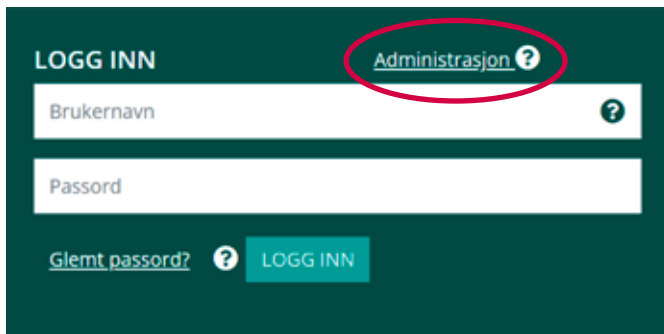 LOGG INN Administrasjon ?
Brukernavn ?
Passord
Glemt passord? ? LOGG INN